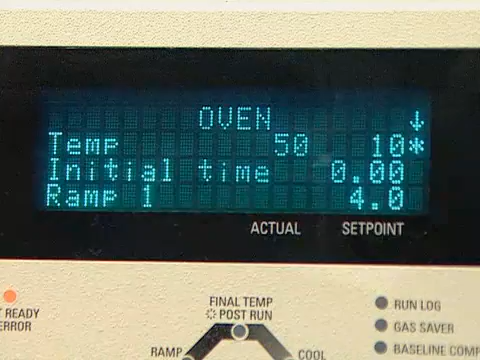 OVEN ↓
Temp 50 10*
Initial time 0.00
Ramp 1 4.0
ACTUAL SETPOINT
READY
ERROR
FINAL TEMP
POST RUN
RAMP
COOL
RUN LOG
GAS SAVER
BASELINE COM